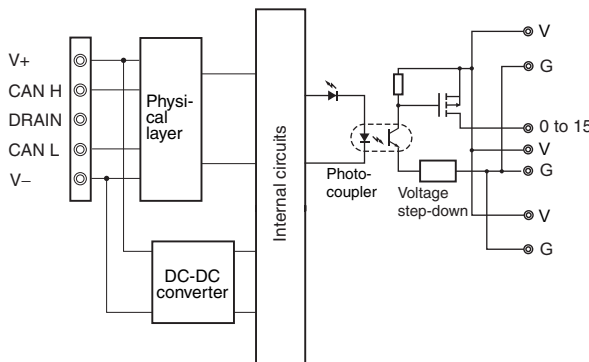 V+
CAN H
DRAIN
CAN L
V−
Physi-
cal
layer
DC-DC
converter
Internal circuits
Photo-
coupler
Voltage
step-down
V
G
0 to 15
V
G
V
G